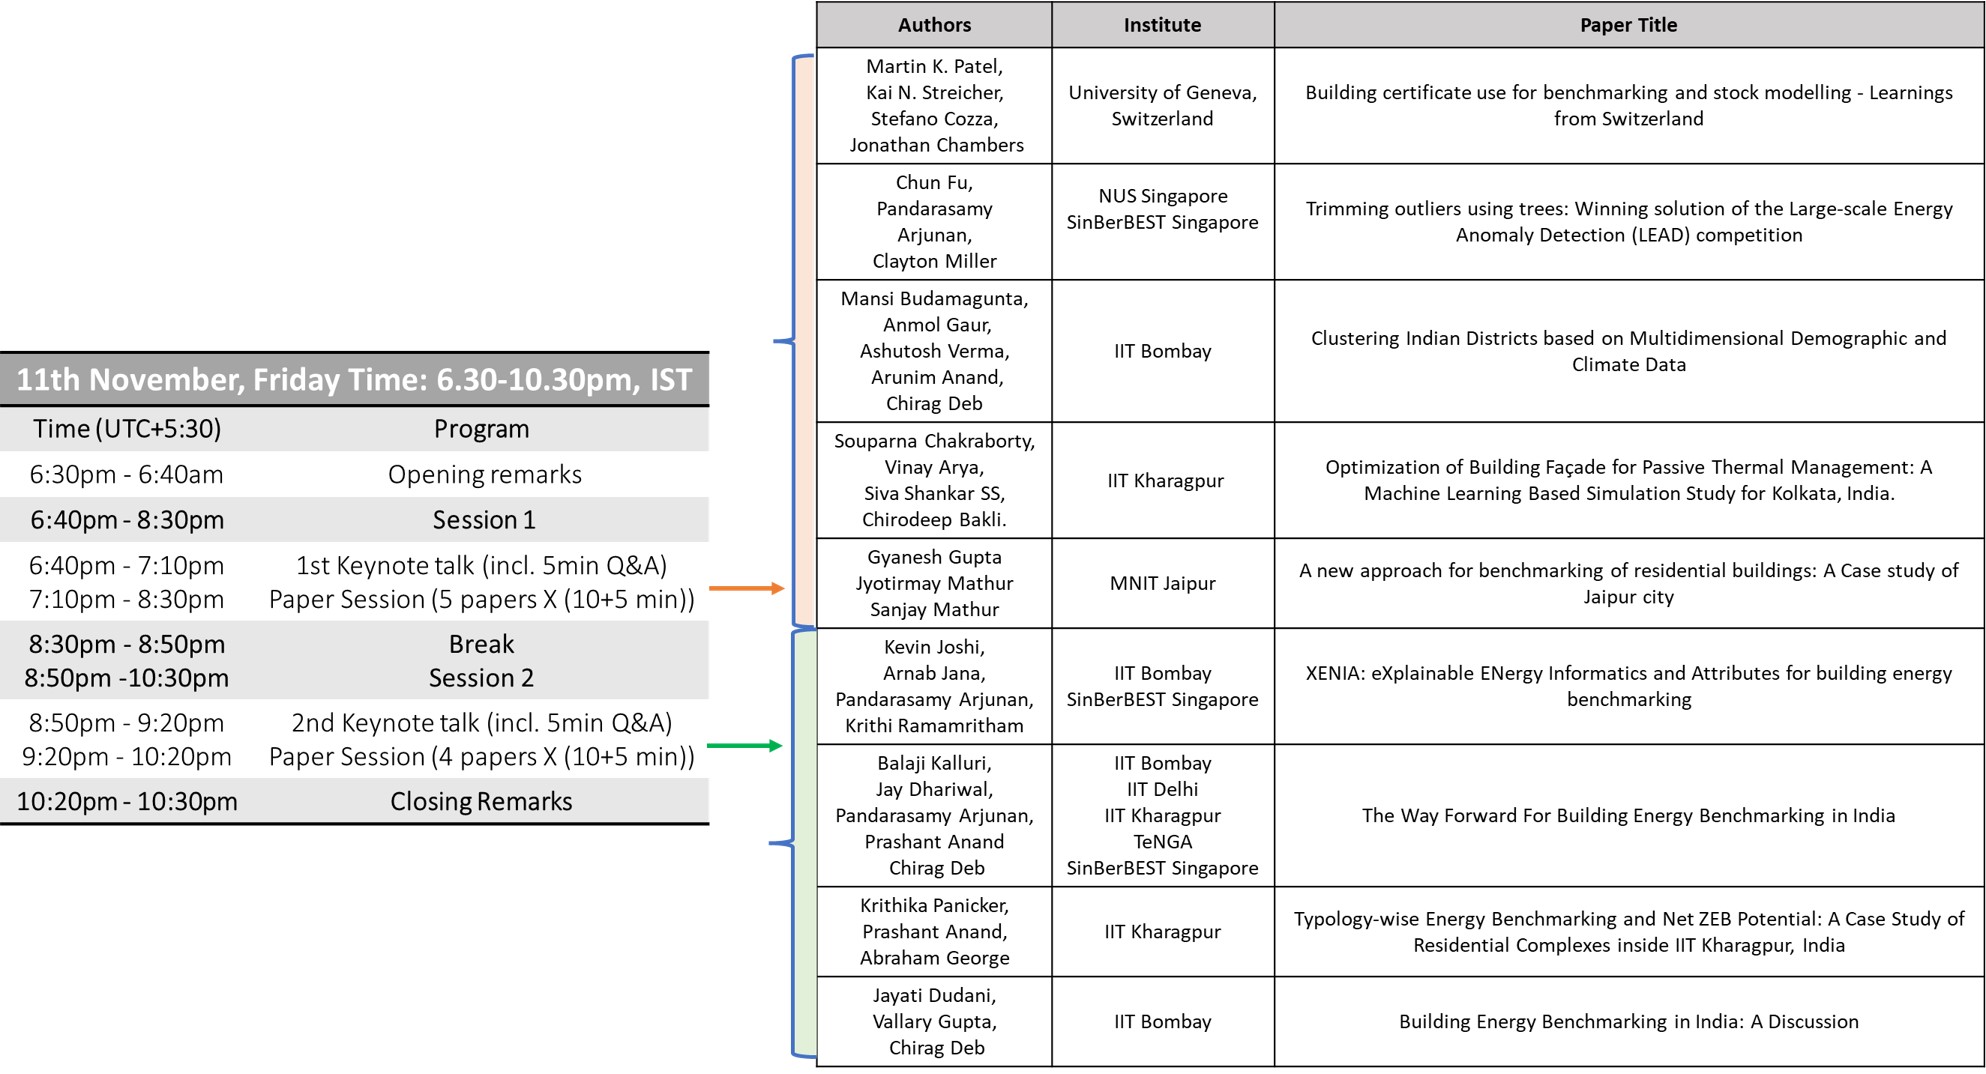 11th November, Friday Time: 6.30-10.30pm, IST
Time (UTC+5:30) Program
6:30pm - 6:40am Opening remarks
6:40pm - 8:30pm Session 1
6:40pm - 7:10pm 1st Keynote talk (incl. 5min Q&A)
7:10pm - 8:30pm Paper Session (5 papers X (10+5 min))
8:30pm - 8:50pm Break
8:50pm -10:30pm Session 2
8:50pm - 9:20pm 2nd Keynote talk (incl. 5min Q&A)
9:20pm - 10:20pm Paper Session (4 papers X (10+5 min))
10:20pm - 10:30pm Closing Remarks
Authors Institute Paper Title
Martin K. Patel,
Kai N. Streicher,
Stefano Cozza,
Jonathan Chambers
University of Geneva,
Switzerland
Building certificate use for benchmarking and stock modelling - Learnings
from Switzerland
Chun Fu,
Pandarasamy
Arjunan,
Clayton Miller
NUS Singapore
SinBerBEST Singapore
Trimming outliers using trees: Winning solution of the Large-scale Energy
Anomaly Detection (LEAD) competition
Mansi Budamagunta,
Anmol Gaur,
Ashutosh Verma,
Arunim Anand,
Chirag Deb
IIT Bombay
Clustering Indian Districts based on Multidimensional Demographic and
Climate Data
Souparna Chakraborty,
Vinay Arya,
Siva Shankar SS,
Chirodeep Bakli.
IIT Kharagpur
Optimization of Building Façade for Passive Thermal Management: A
Machine Learning Based Simulation Study for Kolkata, India.
Gyanesh Gupta
Jyotirmay Mathur
Sanjay Mathur
MNIT Jaipur
A new approach for benchmarking of residential buildings: A Case study of
Jaipur city
Kevin Joshi,
Arnab Jana,
Pandarasamy Arjunan,
Krithi Ramamritham
IIT Bombay
SinBerBEST Singapore
XENIA: eXplainable ENergy Informatics and Attributes for building energy
benchmarking
Balaji Kalluri,
Jay Dhariwal,
Pandarasamy Arjunan,
Prashant Anand
Chirag Deb
IIT Bombay
IIT Delhi
IIT Kharagpur
TeNGA
SinBerBEST Singapore
The Way Forward For Building Energy Benchmarking in India
Krithika Panicker,
Prashant Anand,
Abraham George
IIT Kharagpur
Typology-wise Energy Benchmarking and Net ZEB Potential: A Case Study of
Residential Complexes inside IIT Kharagpur, India
Jayati Dudani,
Vallary Gupta,
Chirag Deb
IIT Bombay
Building Energy Benchmarking in India: A Discussion